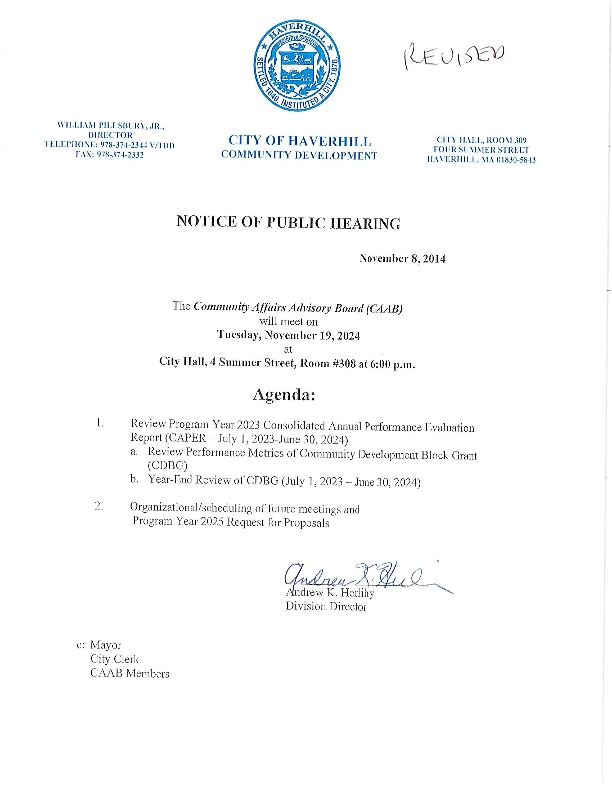 HAVERHILL
SETTLED 1640. INSTITUTED A CITY, 1870.
REVISED
WILLIAM PILLSBURY, JR.,
DIRECTOR
TELEPHONE: 978-374-2344 V/TDD
FAX: 978-374-2332
CITY OF HAVERHILL
COMMUNITY DEVELOPMENT
CITY HALL, ROOM 309
FOUR SUMMER STREET
HAVERHILL, MA 01830-5843
NOTICE OF PUBLIC HEARING
November 8, 2014
The Community Affairs Advisory Board (CAAB)
will meet on
Tuesday, November 19, 2024
at
City Hall, 4 Summer Street, Room #308 at 6:00 p.m.
Agenda:
1. Review Program Year 2023 Consolidated Annual Performance Evaluation
Report (CAPER – July 1, 2023-June 30, 2024)
a. Review Performance Metrics of Community Development Block Grant
(CDBG)
b. Year-End Review of CDBG (July 1, 2023 – June 30, 2024)
2. Organizational/scheduling of future meetings and
Program Year 2025 Request for Proposals
Andrew K. Herlihy
Andrew K. Herlihy
Division Director
c: Mayor
City Clerk
CAAB Members